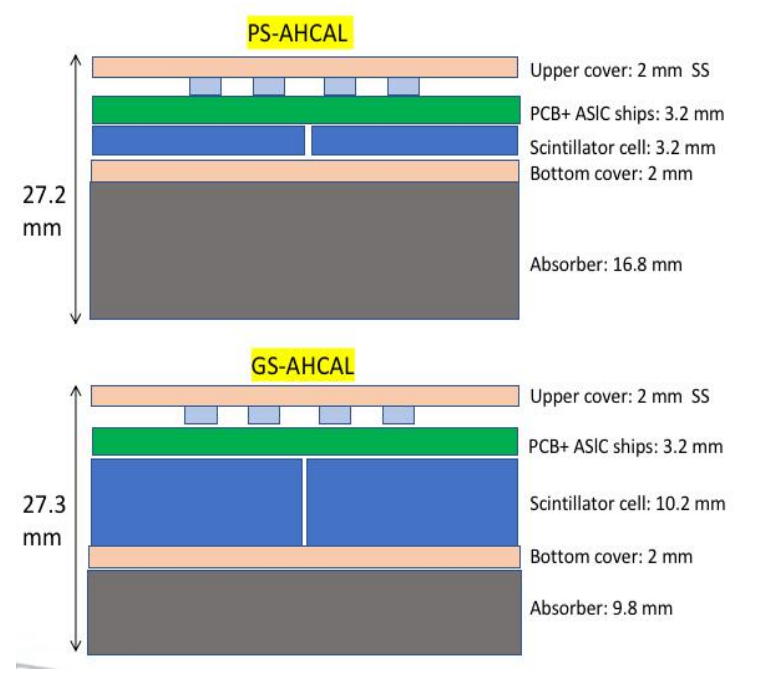 PS-AHCAL
Upper cover: 2 mm  SS
PCB+ ASIC ships: 3.2 mm
Scintillator cell: 3.2 mm
Bottom cover: 2 mm
27.2
mm
Absorber: 16.8 mm
GS-AHCAL
Upper cover: 2 mm  SS
PCB+ ASIC ships: 3.2 mm
27.3
mm
Scintillator cell: 10.2 mm
Bottom cover: 2 mm
Absorber: 9.8 mm